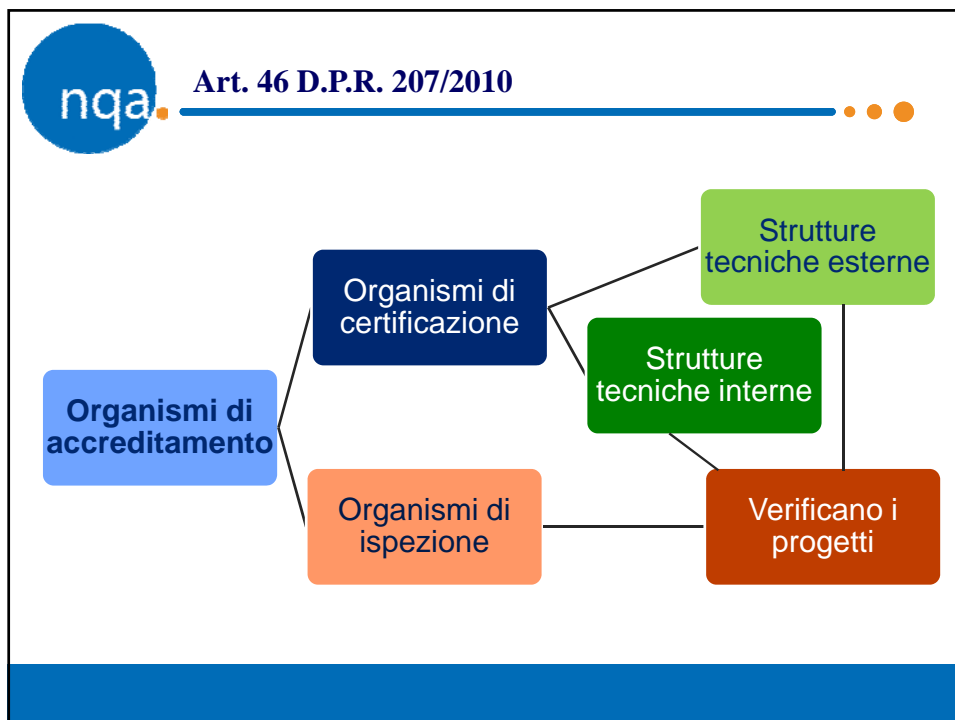 nqa.
Art. 46 D.P.R. 207/2010
Strutture
tecniche esterne
Organismi di
certificazione
Strutture
tecniche interne
Organismi di
accreditamento
Organismi di
ispezione
Verificano i
progetti